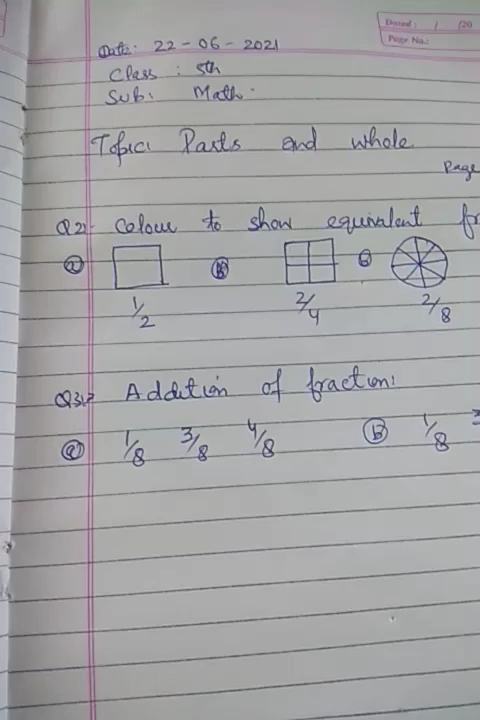 Dated: / /20
Page No.:
Date: 22-06-2021
Class : 5th
Sub: Math.
Topic: Parts and whole
Page
Q2)- Colour to show equivalent fr
a b c
1/2 2/4 2/8
Q3)→ Addition of fraction:
a 1/8 3/8 4/8 B 1/8